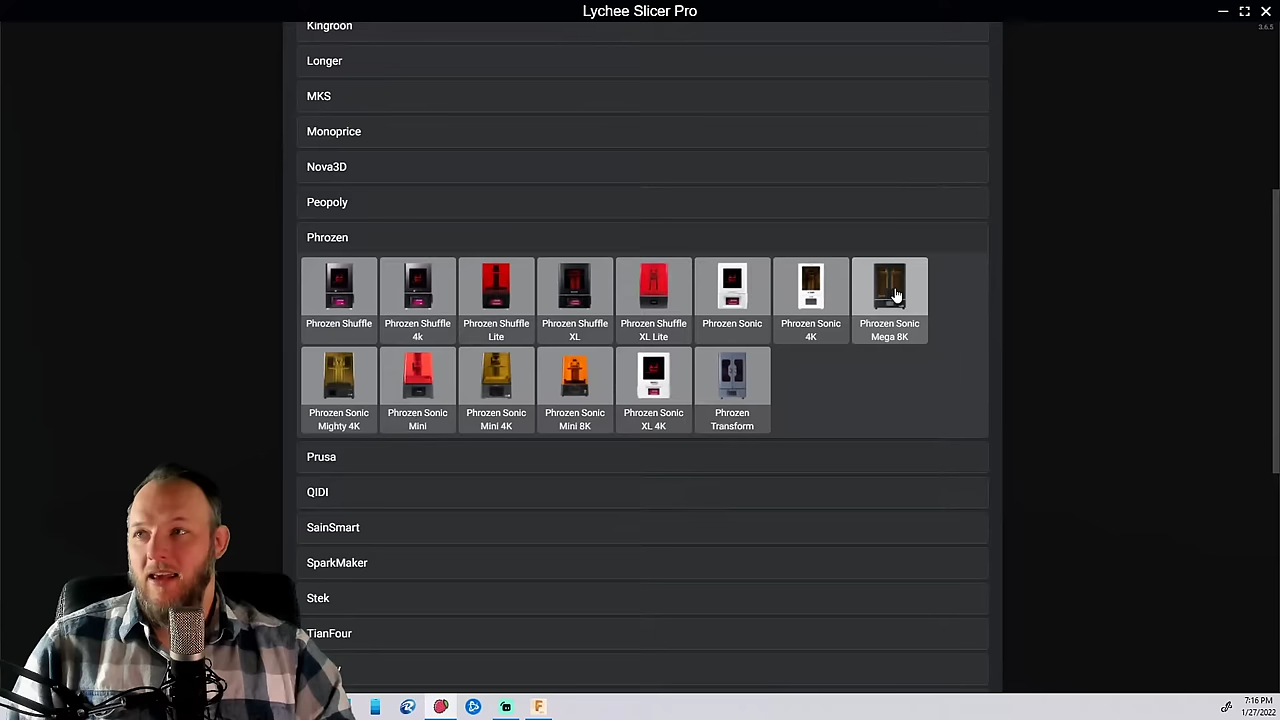 Lychee Slicer Pro
3.6.5
Kingroon
Longer
MKS
Monoprice
Nova3D
Peopoly
Phrozen
Phrozen Shuffle
Phrozen Shuffle
4k
Phrozen Shuffle
Lite
Phrozen Shuffle
XL
Phrozen Shuffle
XL Lite
Phrozen Sonic
Phrozen Sonic
4K
Phrozen Sonic
Mega 8K
Phrozen Sonic
Mighty 4K
Phrozen Sonic
Mini
Phrozen Sonic
Mini 4K
Phrozen Sonic
Mini 8K
Phrozen Sonic
XL 4K
Phrozen
Transform
Prusa
QIDI
SainSmart
SparkMaker
Stek
TianFour
7:16 PM
1/27/2022